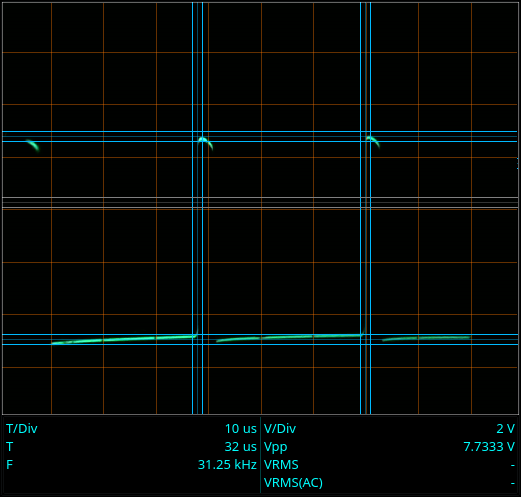 T/Div 10 us V/Div 2 V
T 32 us Vpp 7.7333 V
F 31.25 kHz VRMS -
VRMS(AC) -